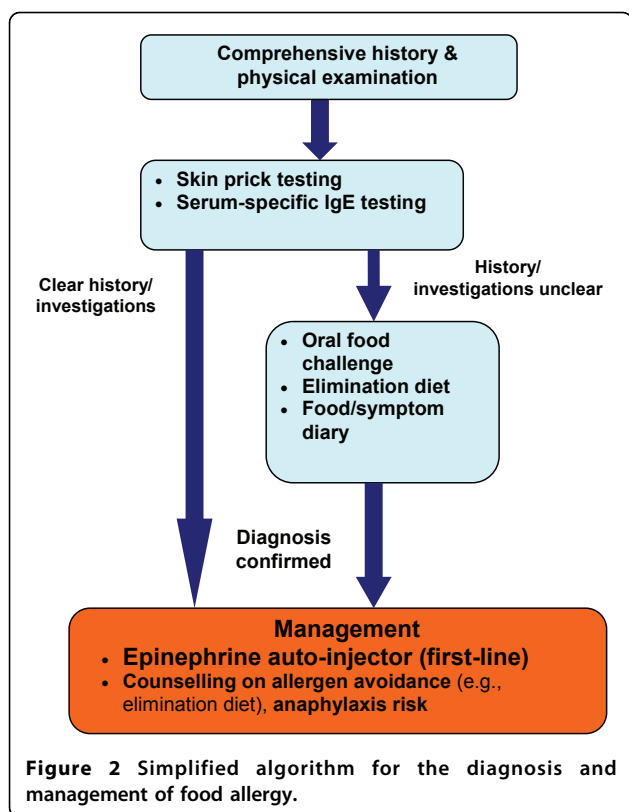 Comprehensive history &
physical examination
• Skin prick testing
• Serum-specific IgE testing
Clear history/
investigations
History/
investigations unclear
• Oral food
challenge
• Elimination diet
• Food/symptom
diary
Diagnosis
confirmed
Management
• Epinephrine auto-injector (first-line)
• Counselling on allergen avoidance (e.g.,
elimination diet), anaphylaxis risk
Figure 2 Simplified algorithm for the diagnosis and
management of food allergy.